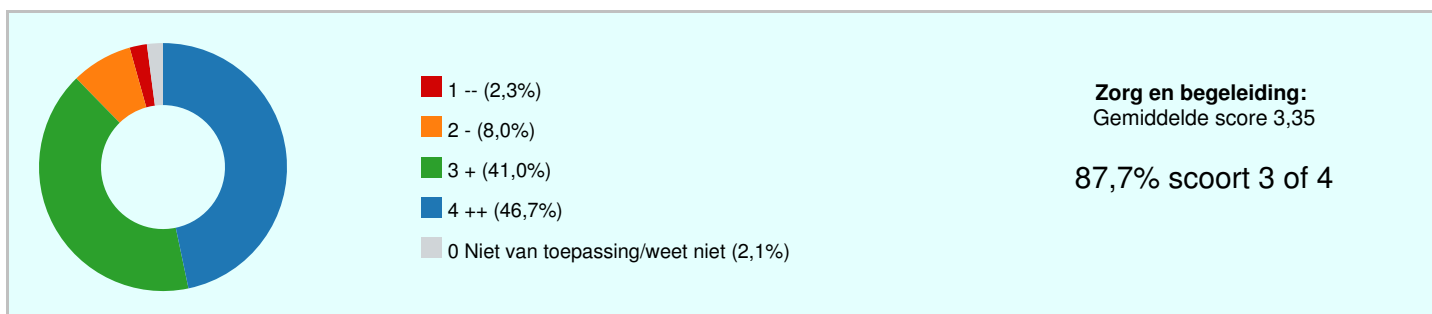 1 -- (2,3%)
2 - (8,0%)
3 + (41,0%)
4 ++ (46,7%)
0 Niet van toepassing/weet niet (2,1%)
Zorg en begeleiding:
Gemiddelde score 3,35
87,7% scoort 3 of 4